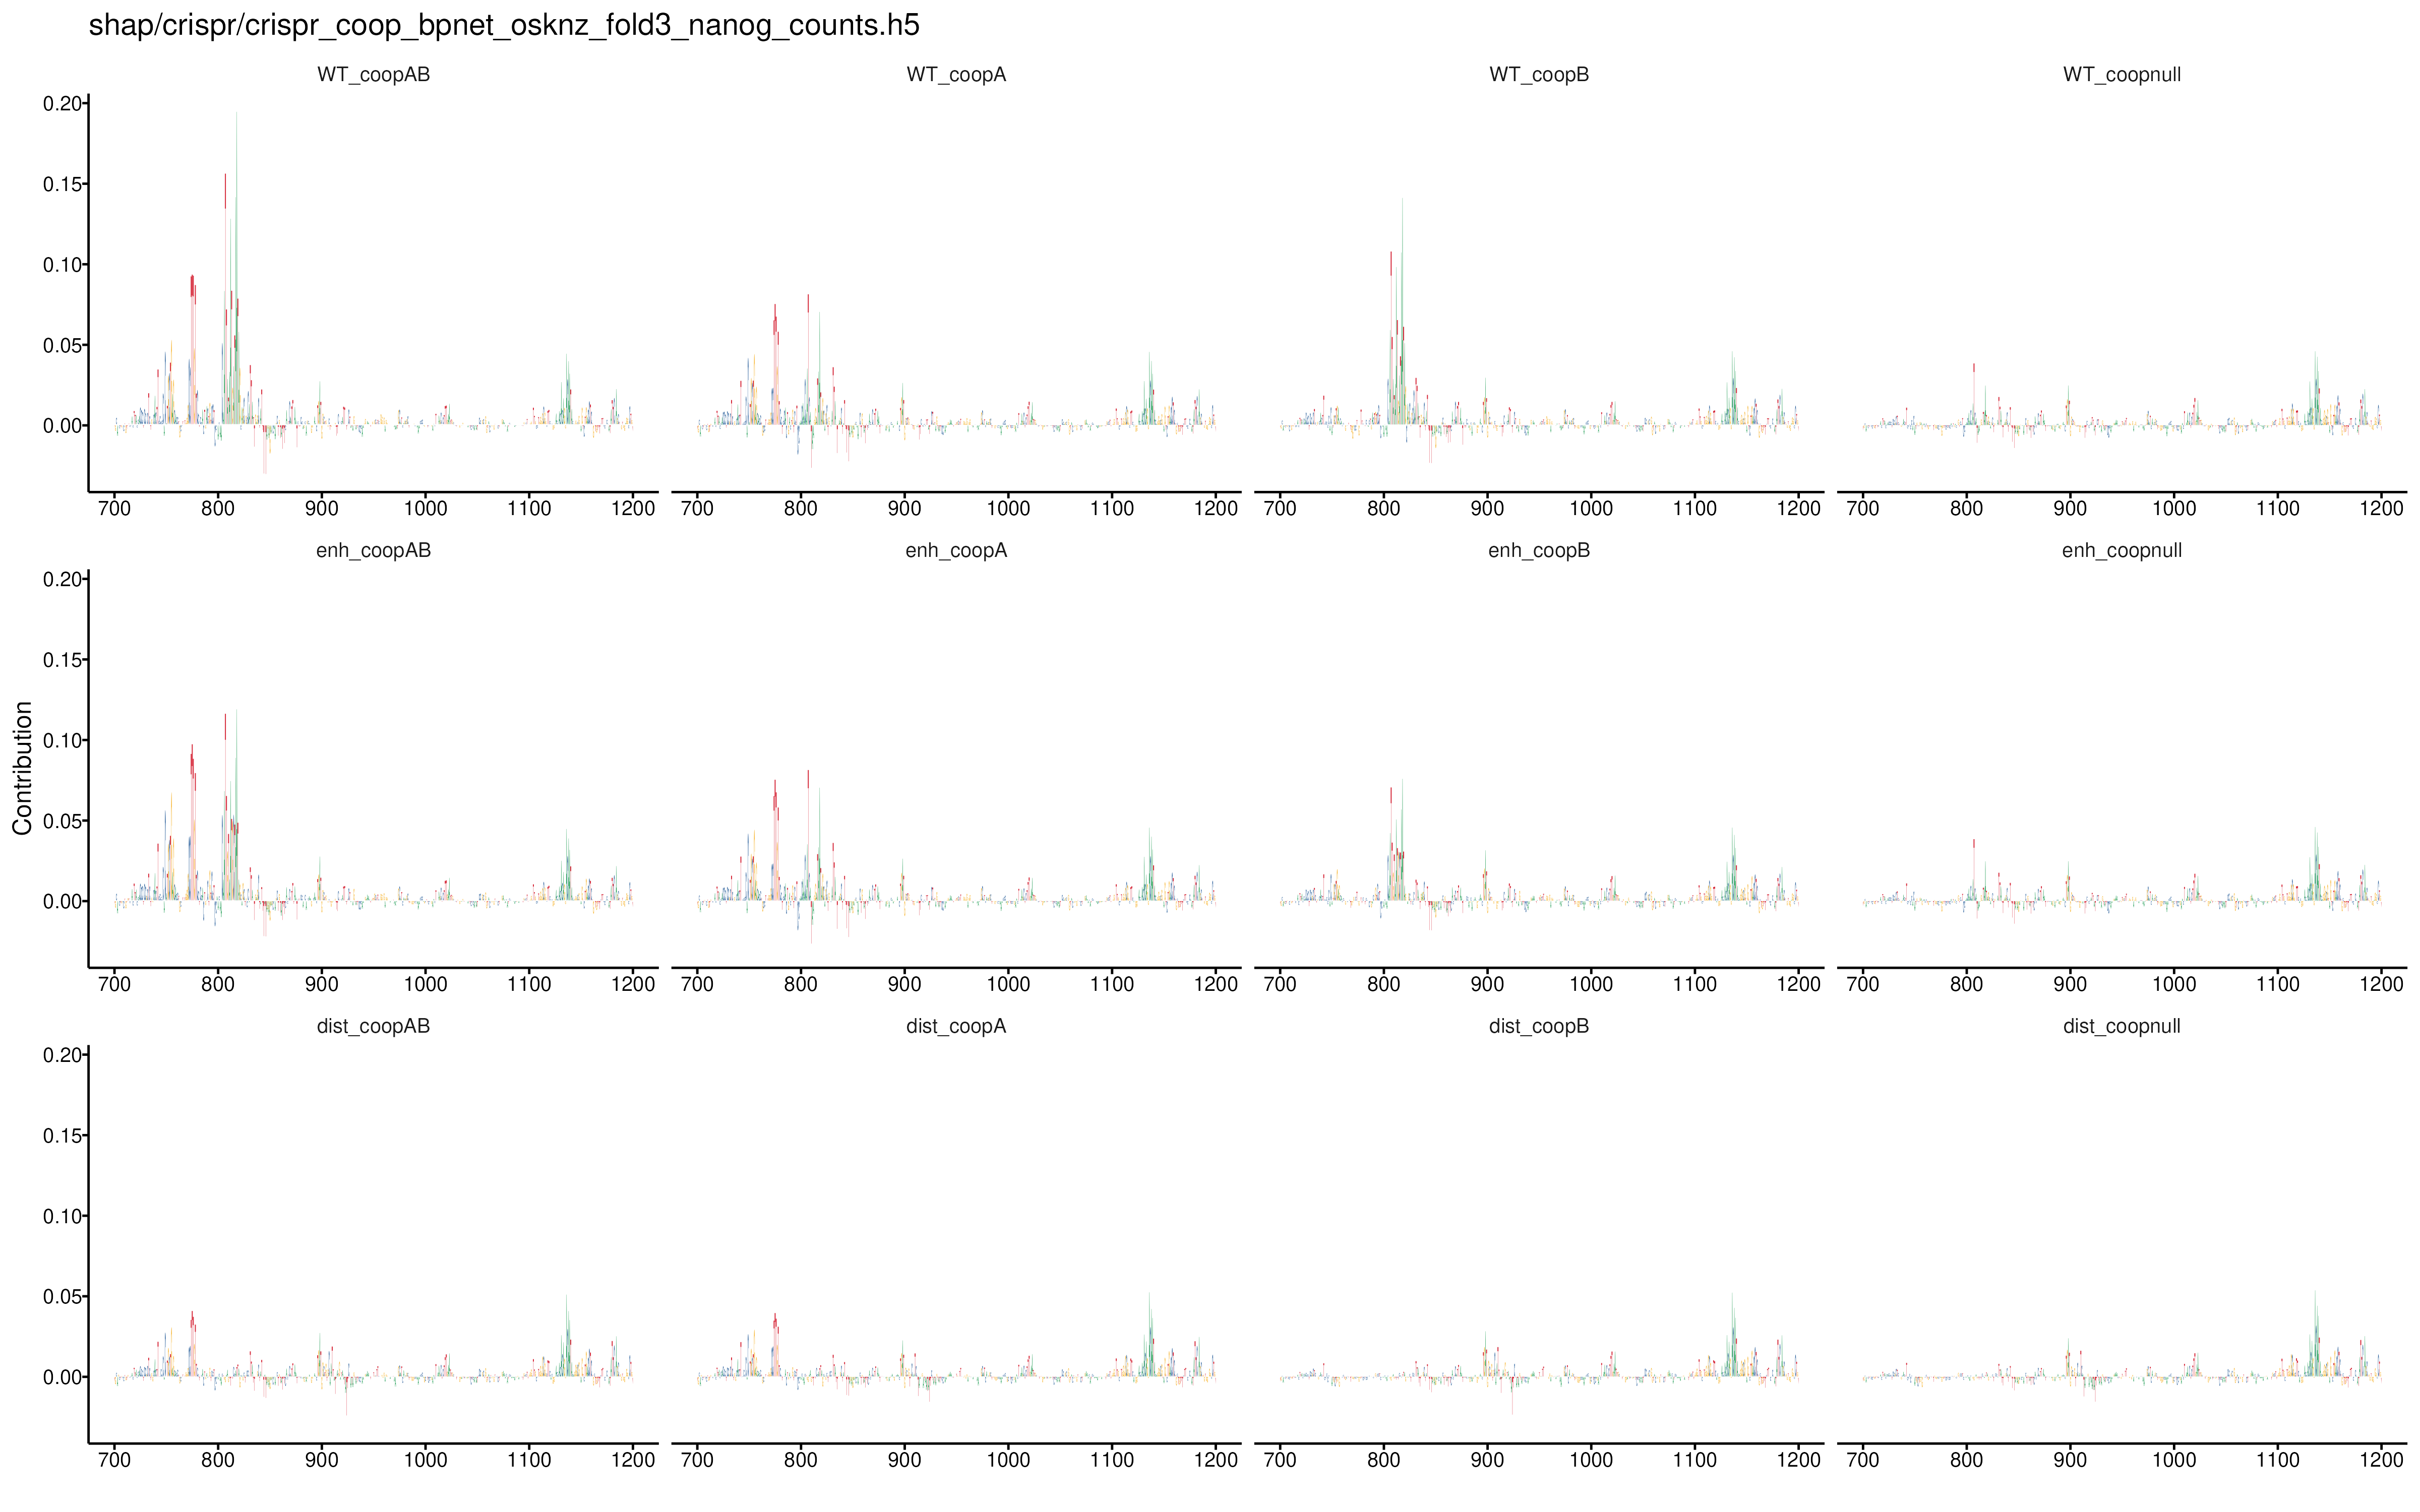 shap/crispr/crispr_coop_bpnet_osknz_fold3_nanog_counts.h5
WT_coopAB WT_coopA WT_coopB WT_coopnull
0.20
0.15
0.10
0.05
0.00
700 800 900 1000 1100 1200 700 800 900 1000 1100 1200 700 800 900 1000 1100 1200 700 800 900 1000 1100 1200
enh_coopAB enh_coopA enh_coopB enh_coopnull
0.20
0.15
0.10
0.05
0.00
Contribution
700 800 900 1000 1100 1200 700 800 900 1000 1100 1200 700 800 900 1000 1100 1200 700 800 900 1000 1100 1200
dist_coopAB dist_coopA dist_coopB dist_coopnull
0.20
0.15
0.10
0.05
0.00
700 800 900 1000 1100 1200 700 800 900 1000 1100 1200 700 800 900 1000 1100 1200 700 800 900 1000 1100 1200